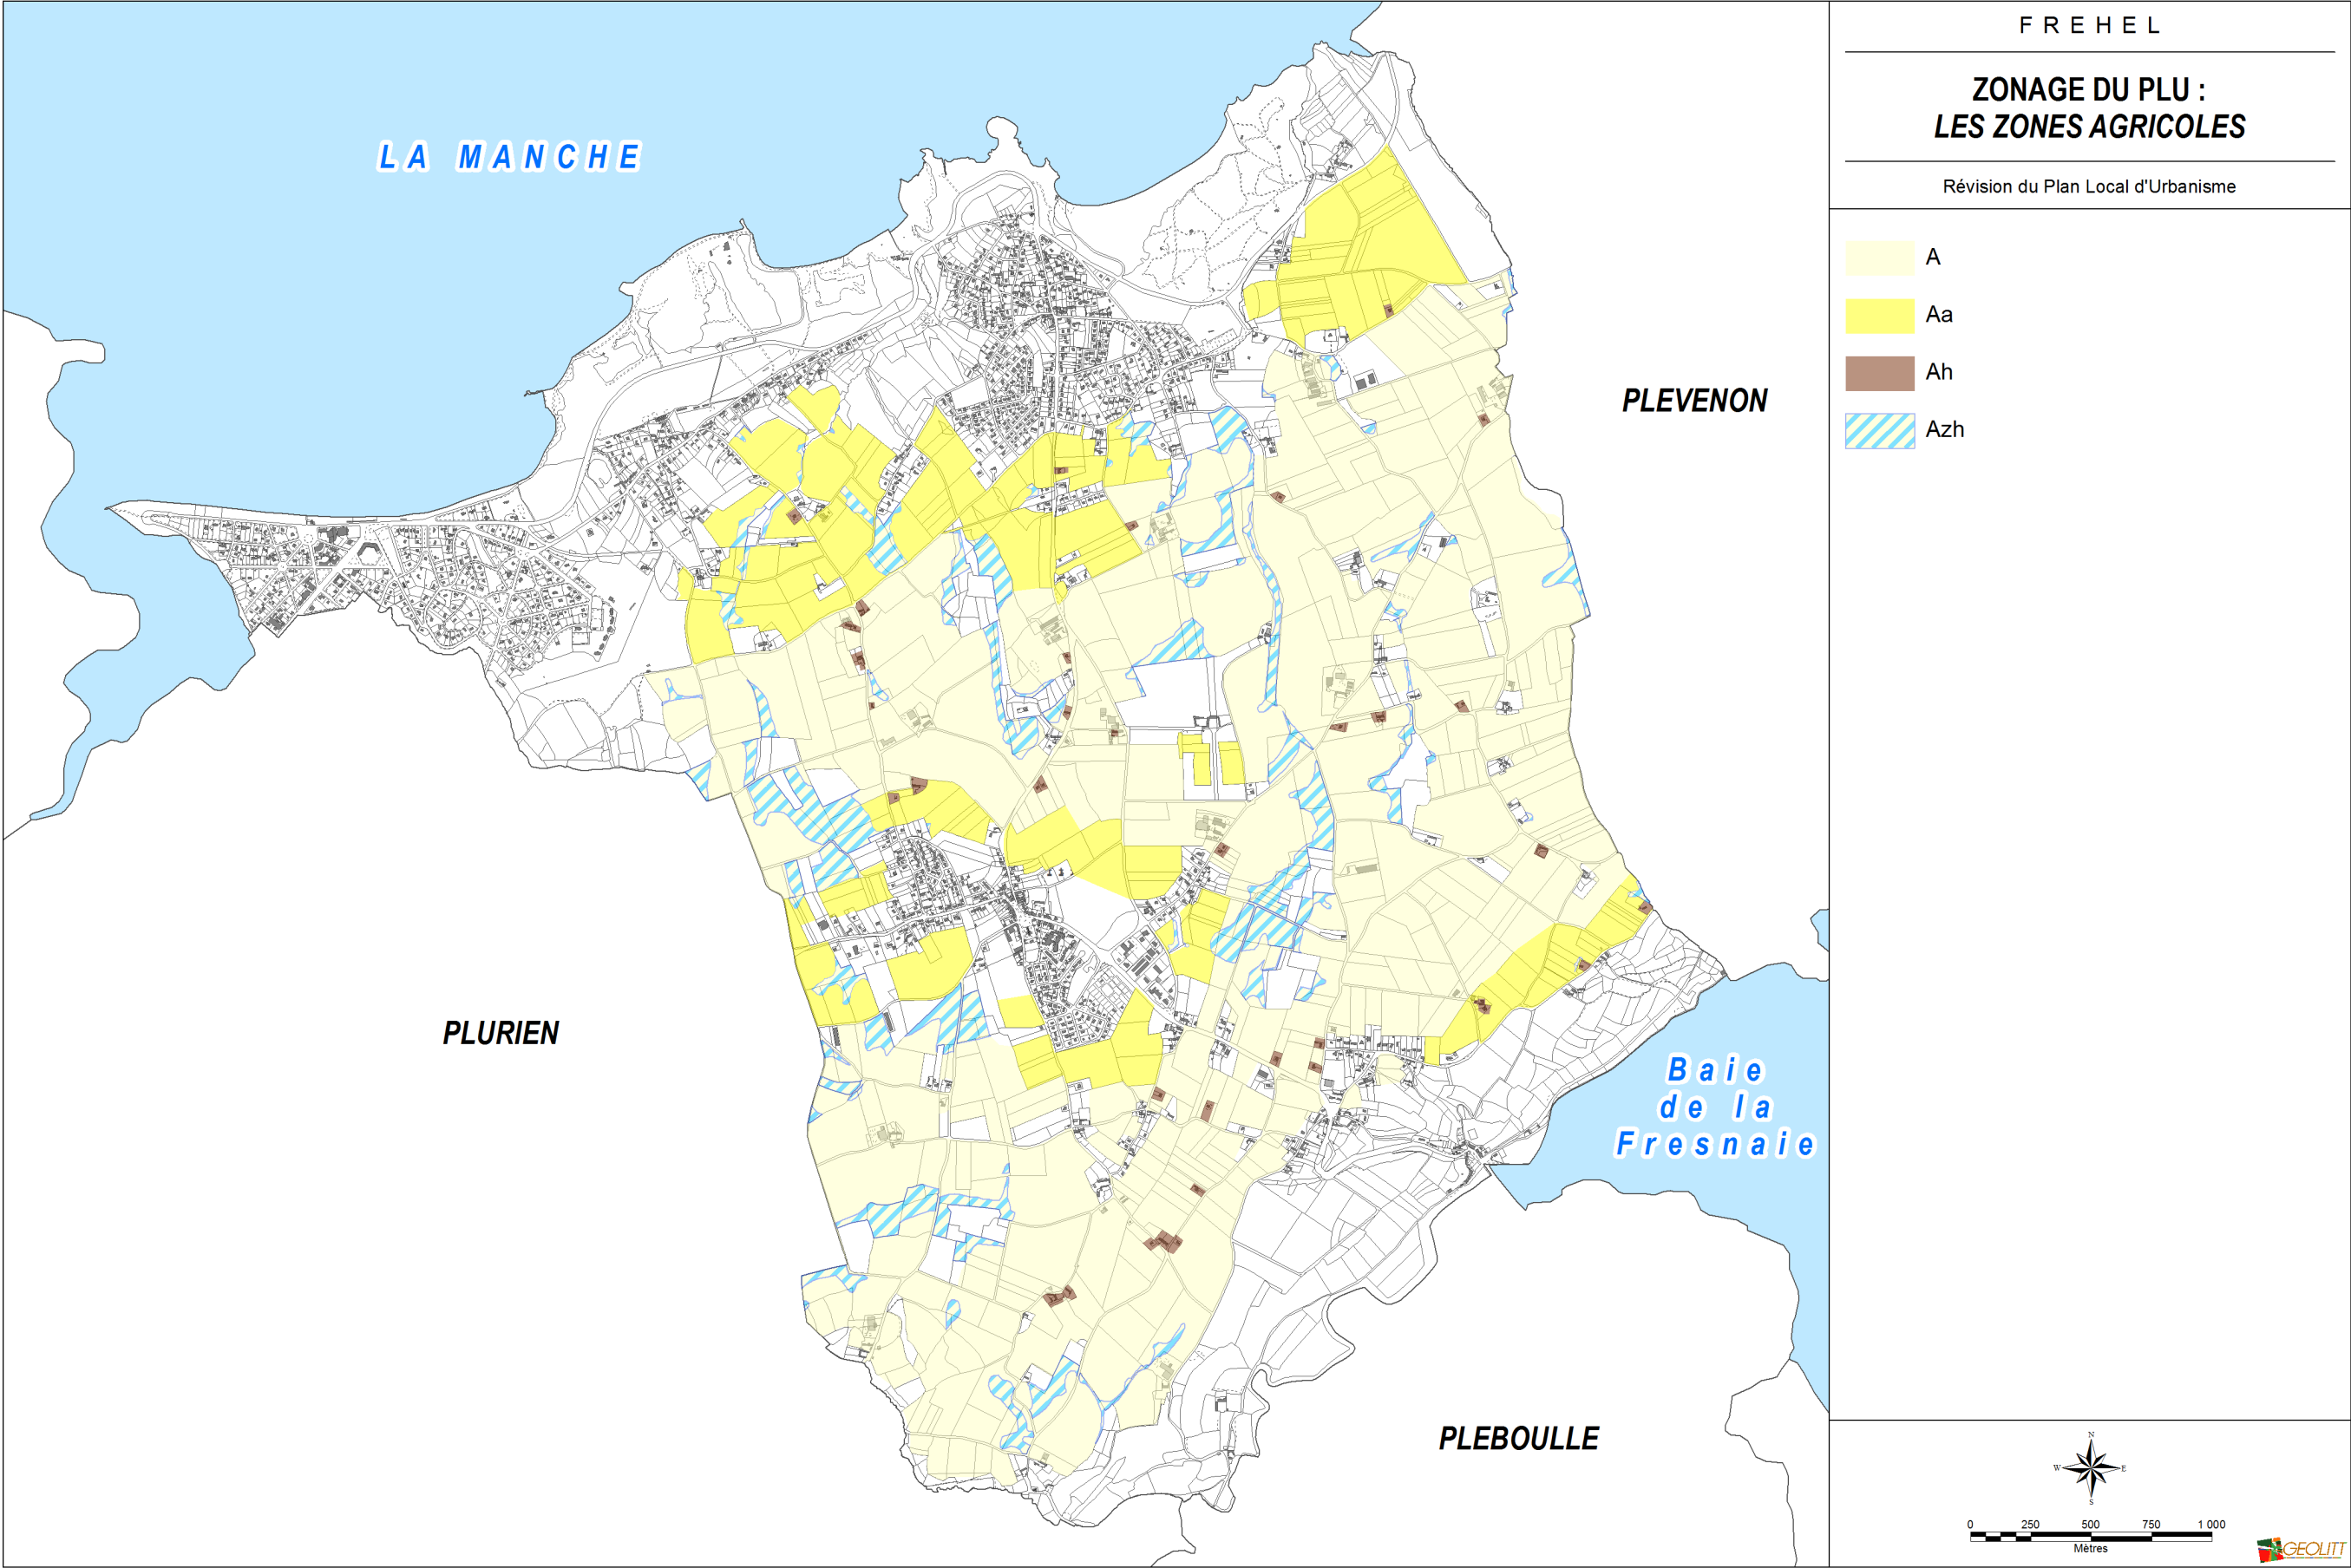 F R E H E L
ZONAGE DU PLU :
LES ZONES AGRICOLES
Révision du Plan Local d'Urbanisme
A
Aa
Ah
Azh
LA MANCHE
PLEVENON
PLURIEN
Baie
de la
Fresnaie
PLEBOULLE
N
W E
S
0 250 500 750 1 000
Mètres
GEOLITT